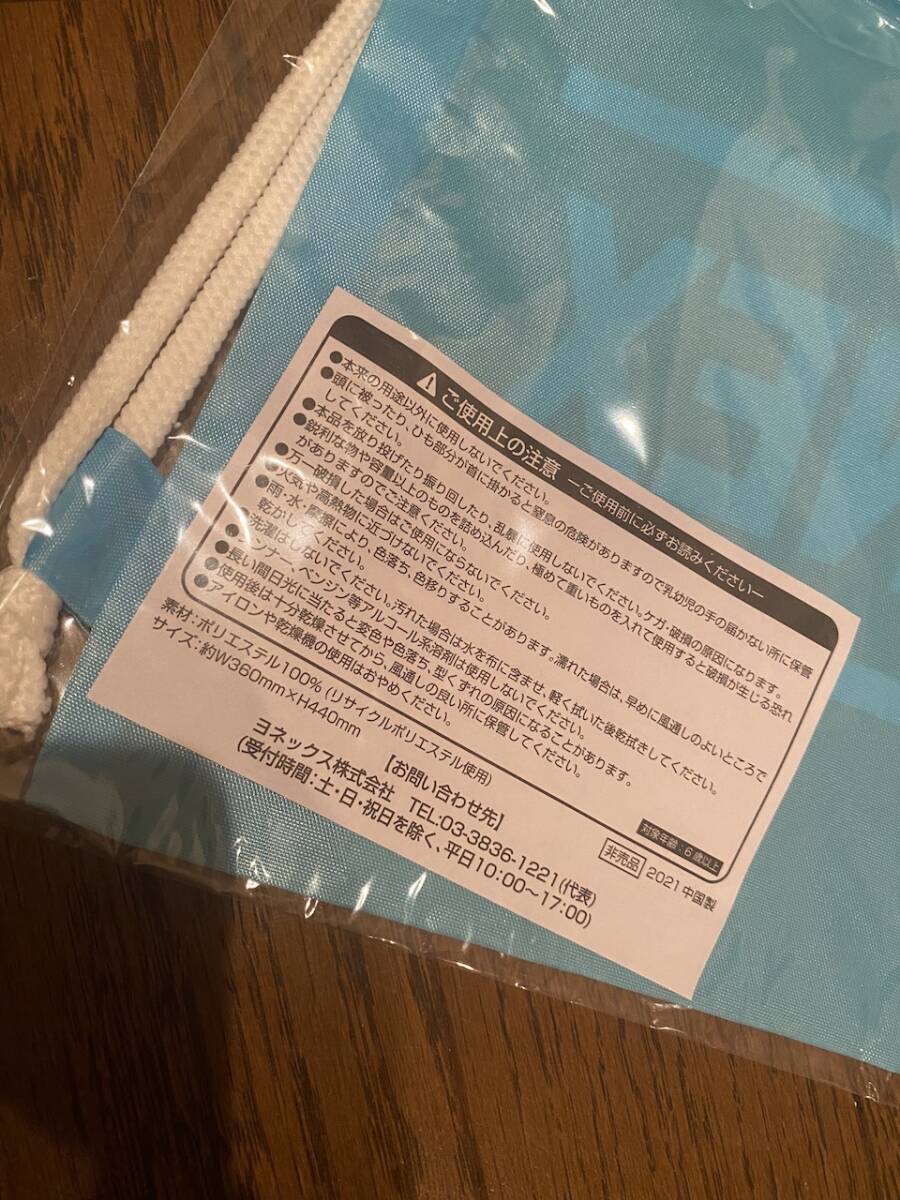 ご使用上の注意 ーご使用前に必ずお読みくださいー
●本来の用途以外に使用しないでください。
●頭に被ったり、ひも部分が首に掛かると窒息の危険がありますので乳幼児の手の届かない所に保管
してください。
●本品を放り投げたり振り回したり、乱暴に使用しないでください。ケガ・破損の原因になります。
●鋭利な物や容量以上のものを詰め込んだり、極めて重いものを入れて使用すると破損が生じる恐れ
がありますのでご注意ください。
●万一破損した場合はご使用にならないでください。
●火気や高熱物に近づけないでください。
●雨・水・摩擦により、色落ち、色移りすることがあります。濡れた場合は、早めに風通しのよいところで
乾かしてください。
●洗濯はしないでください。汚れた場合は水を布に含ませ、軽く拭いた後乾拭きしてください。
●シンナー、ベンジン等アルコール系溶剤は使用しないでください。
●長い間日光に当たると変色や色落ち、型くずれの原因になることがあります。
●使用後は十分乾燥させてから、風通しの良い所に保管してください。
●アイロンや乾燥機の使用はおやめください。
対象年齢:6歳以上
素材:ポリエステル100% (リサイクルポリエステル使用)
サイズ:約W360mm×H440mm
非売品 2021 中国製
【お問い合わせ先】
ヨネックス株式会社 TEL:03-3836-1221 (代表)
(受付時間:土・日・祝日を除く、平日10:00～17:00)